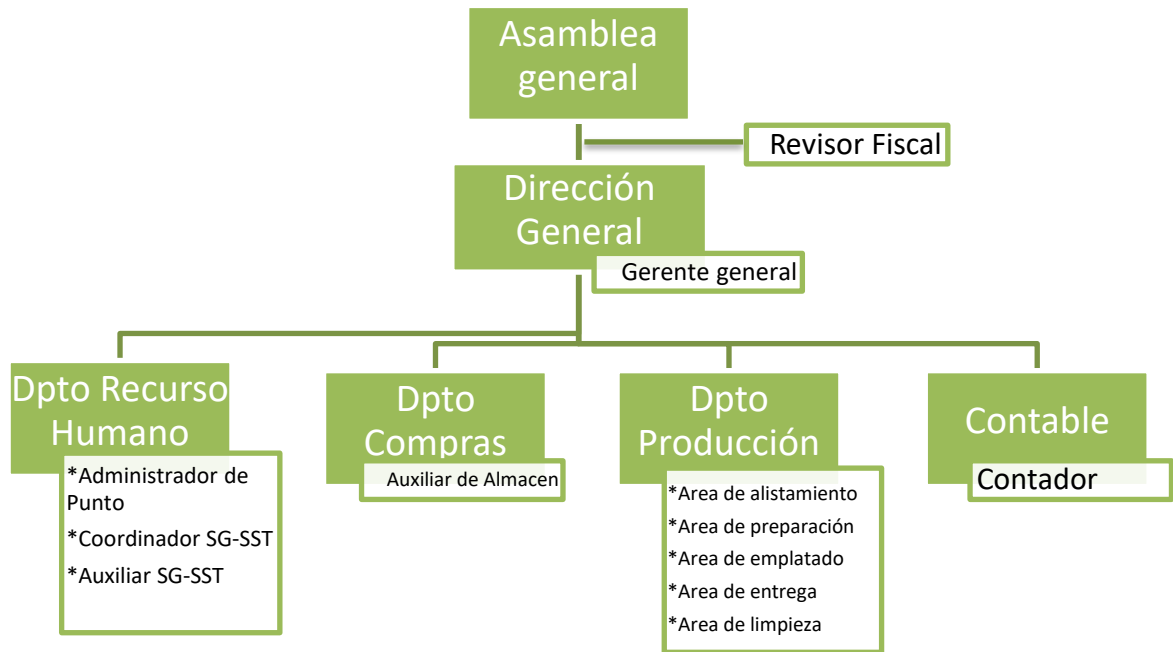 Asamblea
general
Revisor Fiscal
Dirección
General
Gerente general
Dpto Recurso
Humano
*Administrador de
Punto
*Coordinador SG-SST
*Auxiliar SG-SST
Dpto
Compras
Auxiliar de Almacen
Dpto
Producción
*Area de alistamiento
*Area de preparación
*Area de emplatado
*Area de entrega
*Area de limpieza
Contable
Contador